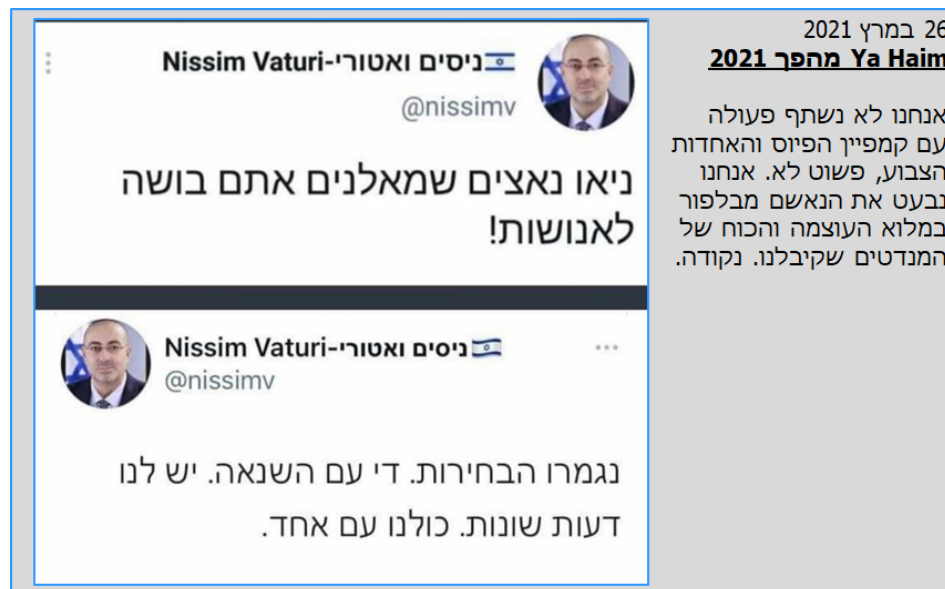 26 במרץ 2021
Ya Haim מהפך 2021
אנחנו לא נשתף פעולה
עם קמפיין הפיוס והאחדות
הצבוע, פשוט לא. אנחנו
נבעט את הנאשם מבלפור
במלוא העוצמה והכוח של
המנדטים שקיבלנו. נקודה.
ניסים ואטורי-Nissim Vaturi
@nissimv
ניאו נאצים שמאלנים אתם בושה
לאנושות!
ניסים ואטורי-Nissim Vaturi
@nissimv
נגמרו הבחירות. די עם השנאה. יש לנו
דעות שונות. כולנו עם אחד.